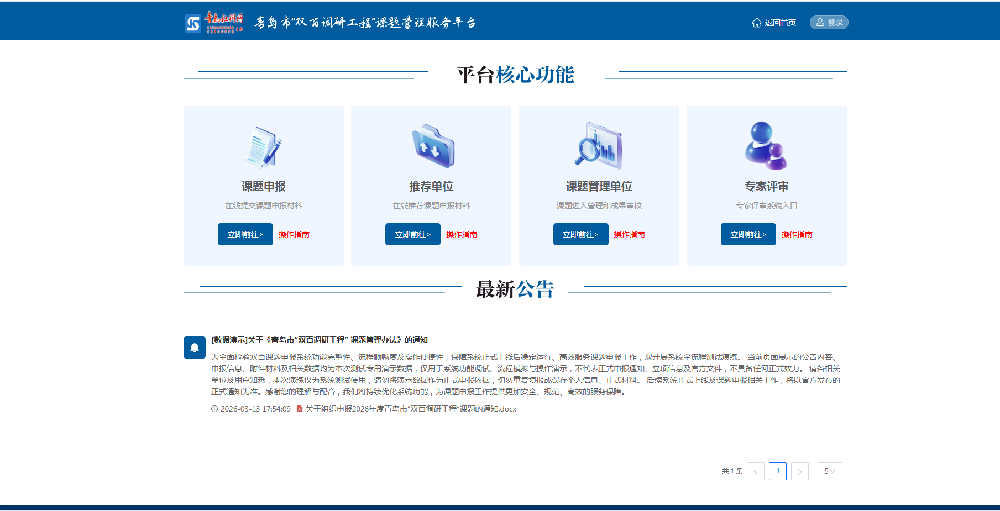 青岛社科网
青岛市“双百调研工程”课题管理服务平台
返回首页
登录
平台核心功能
课题申报
在线提交课题申报材料
立即前往> 操作指南
推荐单位
在线推荐课题申报材料
立即前往> 操作指南
课题管理单位
课题进入管理和成果审核
立即前往> 操作指南
专家评审
专家评审系统入口
立即前往> 操作指南
最新公告
[数据演示]关于《青岛市“双百调研工程” 课题管理办法》的通知
为全面检验双百课题申报系统功能完整性、流程顺畅度及操作便捷性，保障系统正式上线后稳定运行、高效服务课题申报工作，现开展系统全流程测试演练。 当前页面展示的公告内容、
申报信息、附件材料及相关数据均为本次测试专用演示数据，仅用于系统功能调试、流程模拟与操作演示，不代表正式申报通知、立项信息及官方文件，不具备任何正式效力。 请各相关
单位及用户知悉，本次演练仅为系统测试使用，请勿将演示数据作为正式申报依据，切勿重复填报或误存个人信息、正式材料。 后续系统正式上线及课题申报相关工作，将以官方发布的
正式通知为准。感谢您的理解与配合，我们将持续优化系统功能，为课题申报工作提供更加安全、规范、高效的服务保障。
2026-03-13 17:54:09 关于组织申报2026年度青岛市“双百调研工程”课题的通知.docx
共 1 条 < 1 > 5